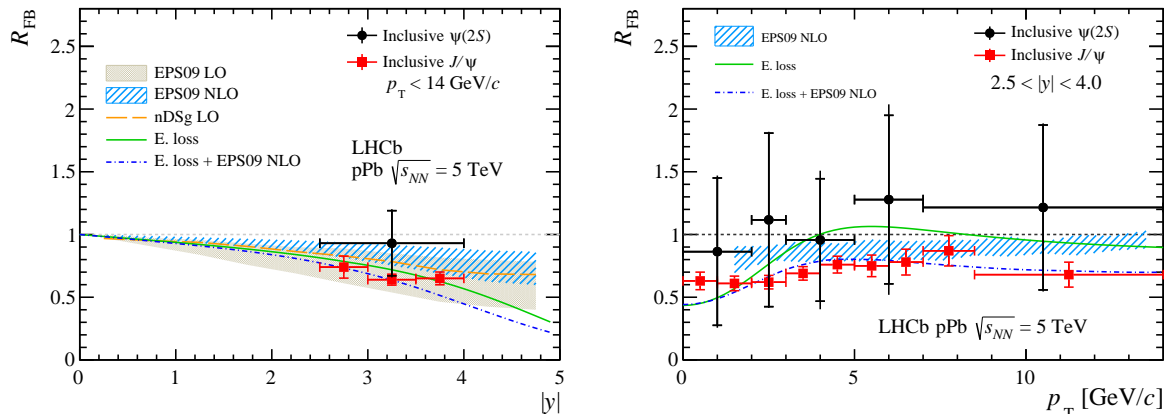 R_FB
2.5
2
1.5
1
0.5
0
Inclusive ψ(2S)
Inclusive J/ψ
p_T < 14 GeV/c
EPS09 LO
EPS09 NLO
nDSg LO
E. loss
E. loss + EPS09 NLO
LHCb
pPb √s_NN = 5 TeV
0 1 2 3 4 5
|y|
R_FB
2.5
2
1.5
1
0.5
0
EPS09 NLO
E. loss
E. loss + EPS09 NLO
Inclusive ψ(2S)
Inclusive J/ψ
2.5 < |y| < 4.0
LHCb pPb √s_NN = 5 TeV
0 5 10
p_T [GeV/c]